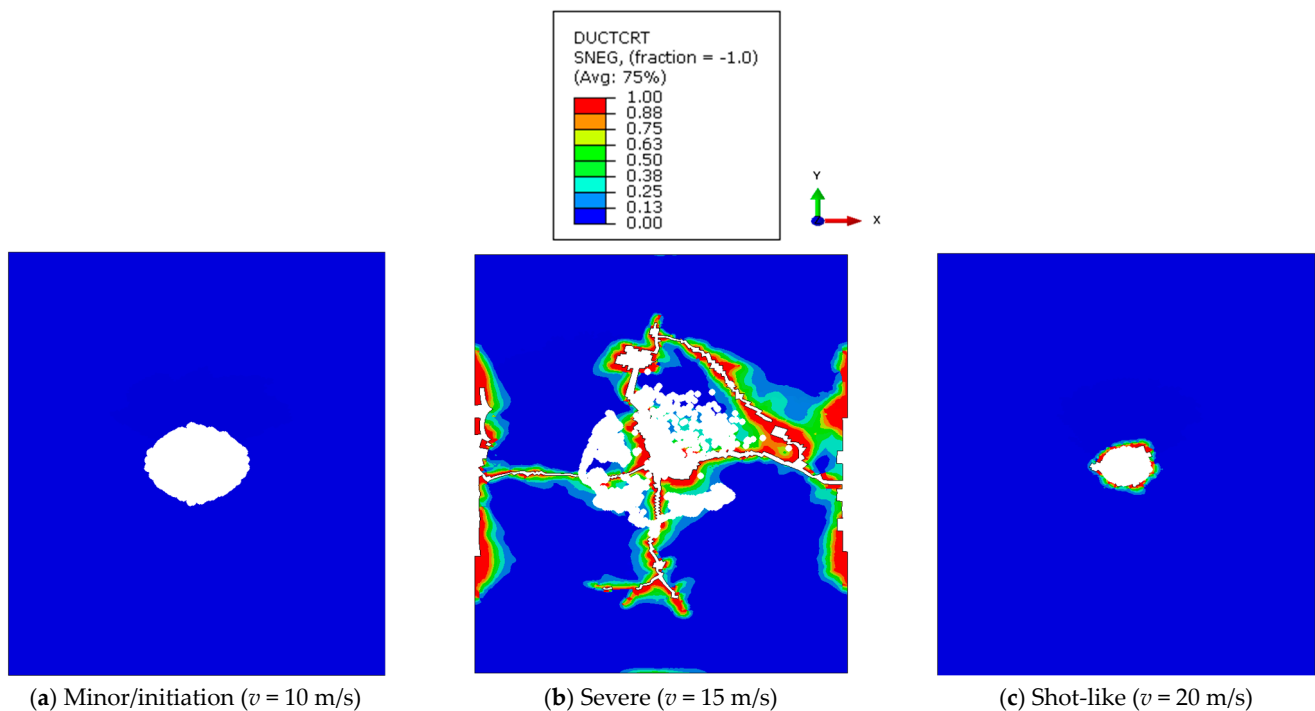 DUCTCRT
SNEG, (fraction = -1.0)
(Avg: 75%)
1.00
0.88
0.75
0.63
0.50
0.38
0.25
0.13
0.00
Y
X
(a) Minor/initiation (v = 10 m/s)
(b) Severe (v = 15 m/s)
(c) Shot-like (v = 20 m/s)